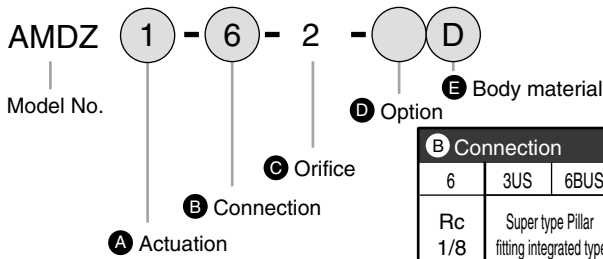 AMDZ 1 - 6 - 2 - D
Model No.
E Body material
D Option
C Orifice
B Connection
A Actuation
B Connection
6 3US 6BUS
Rc 1/8
Super type Pillar
fitting integrated type